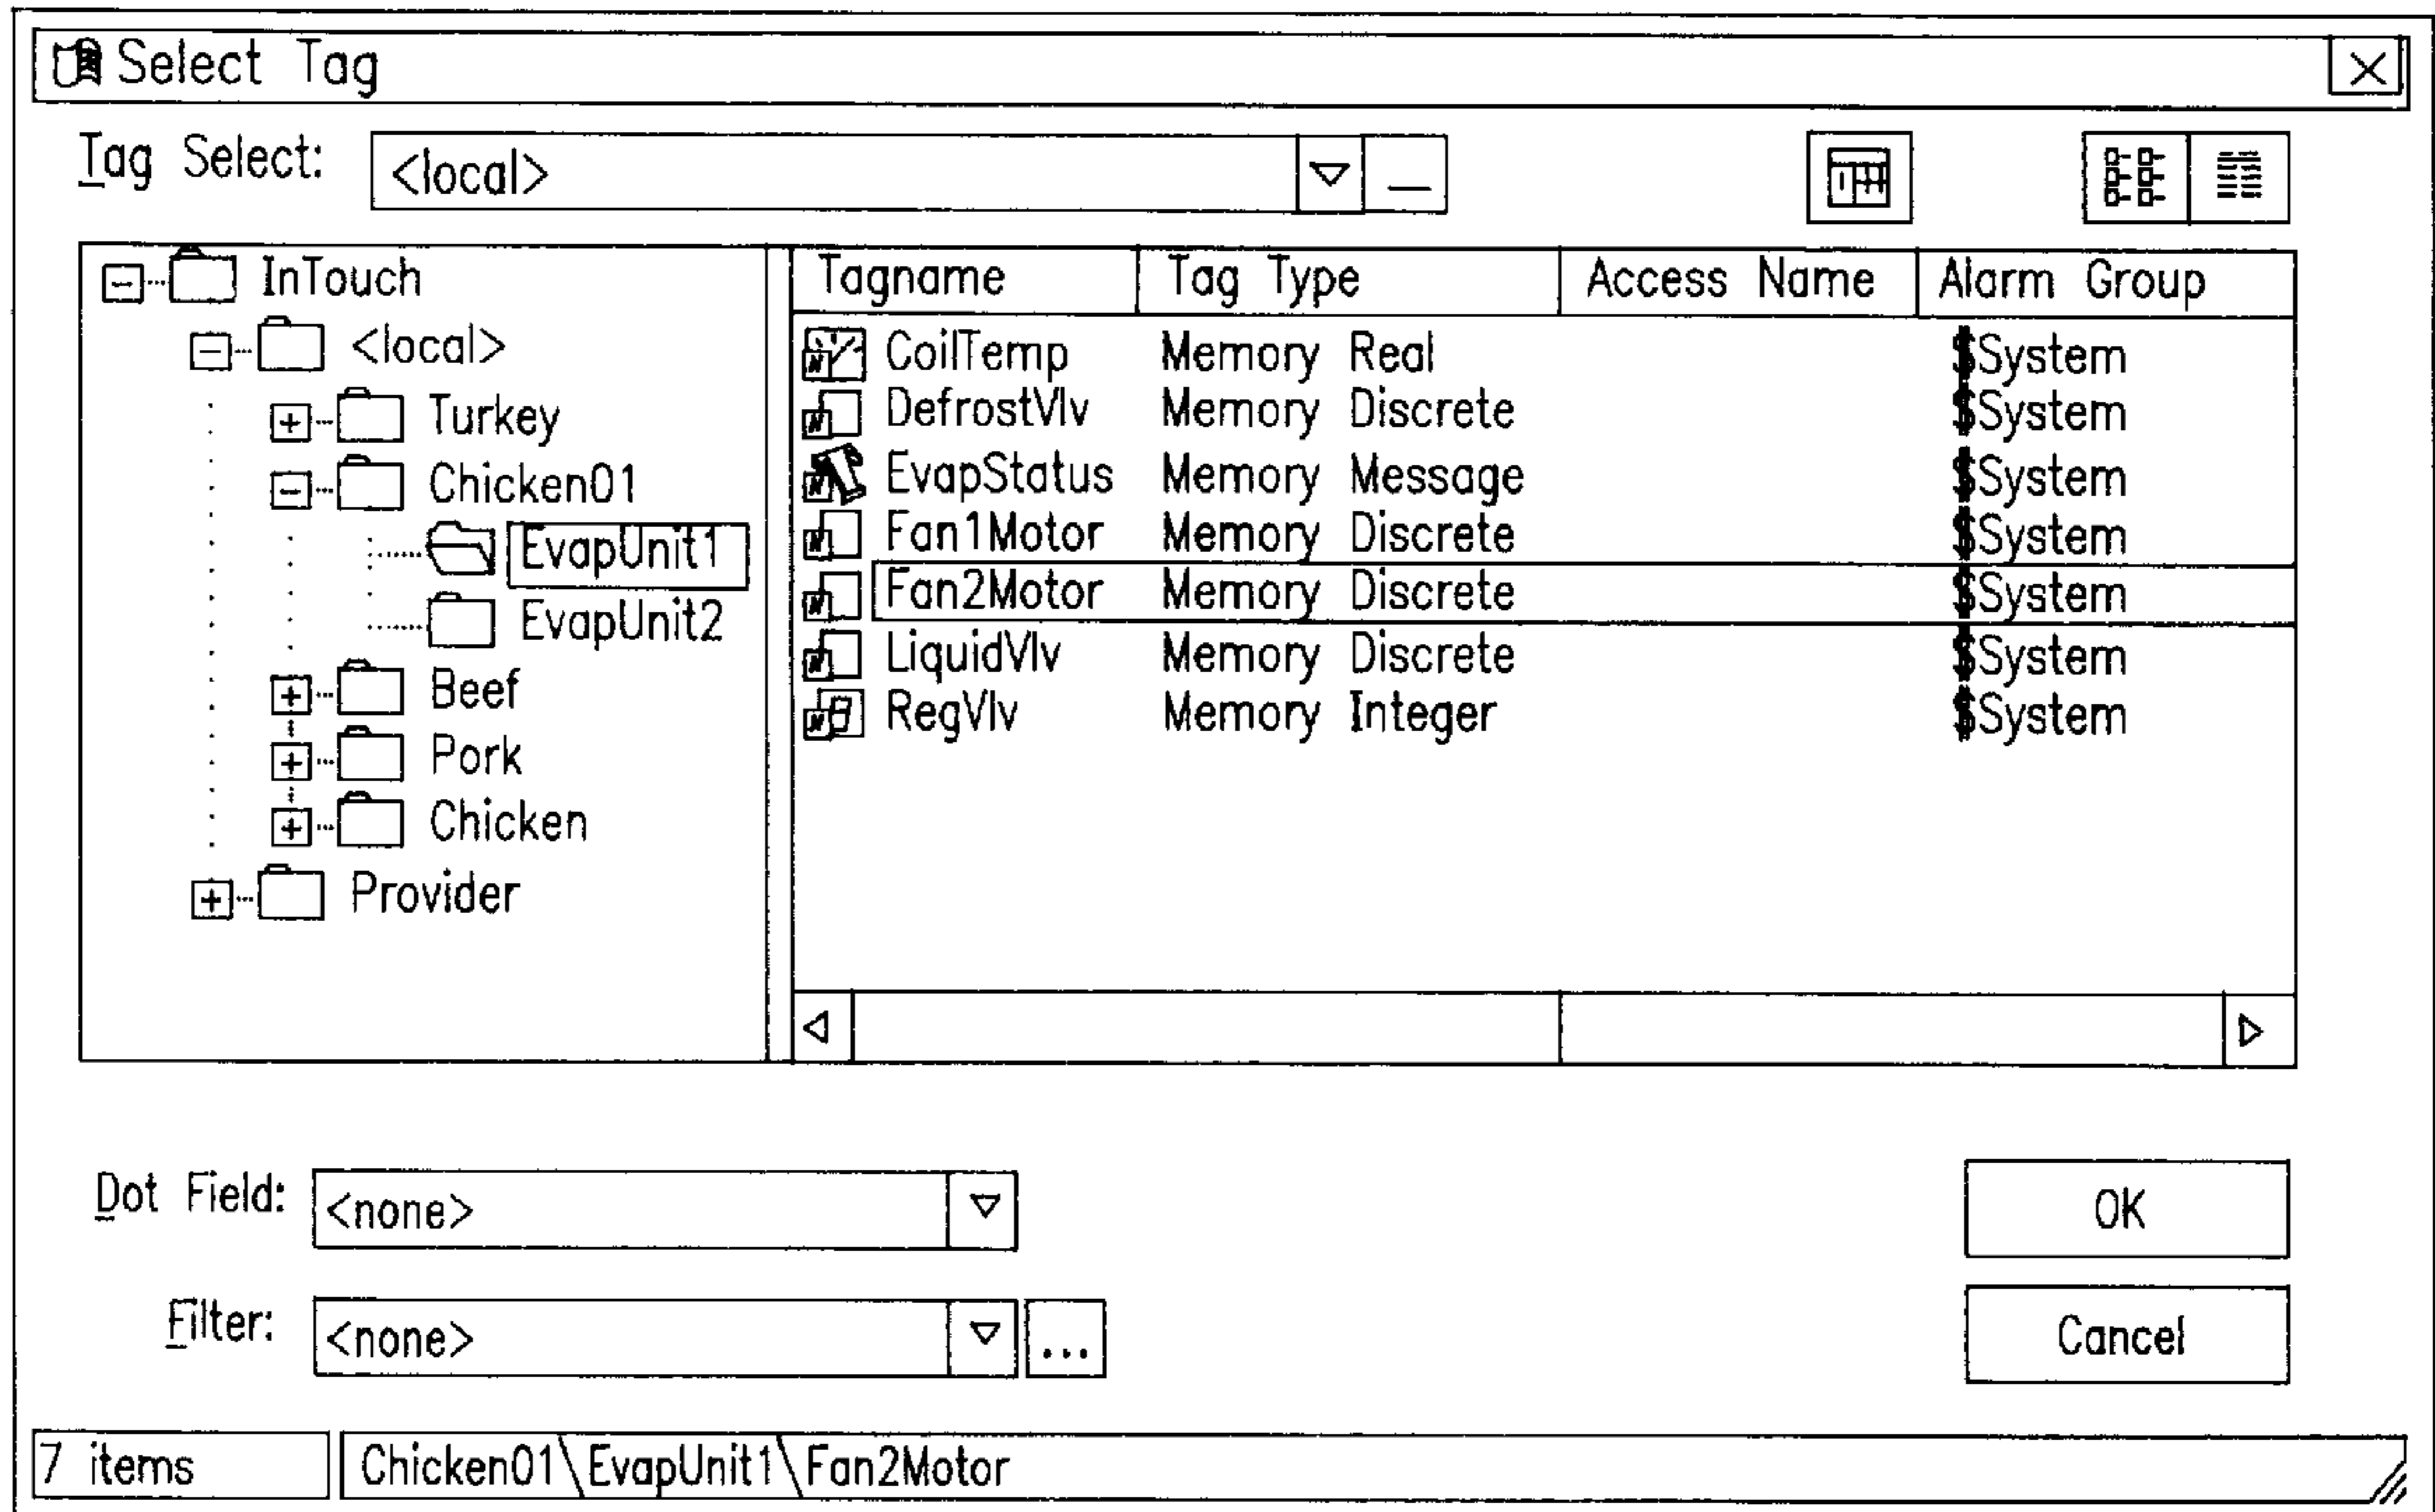 Select Tag
Tag Select: <local>
InTouch
<local>
Turkey
Chicken01
EvapUnit1
EvapUnit2
Beef
Pork
Chicken
Provider
Tagname Tag Type Access Name Alarm Group
CoilTemp Memory Real $System
DefrostVlv Memory Discrete $System
EvapStatus Memory Message $System
Fan1Motor Memory Discrete $System
Fan2Motor Memory Discrete $System
LiquidVlv Memory Discrete $System
RegVlv Memory Integer $System
Dot Field: <none>
OK
Filter: <none> ...
Cancel
7 items Chicken01\EvapUnit1\Fan2Motor